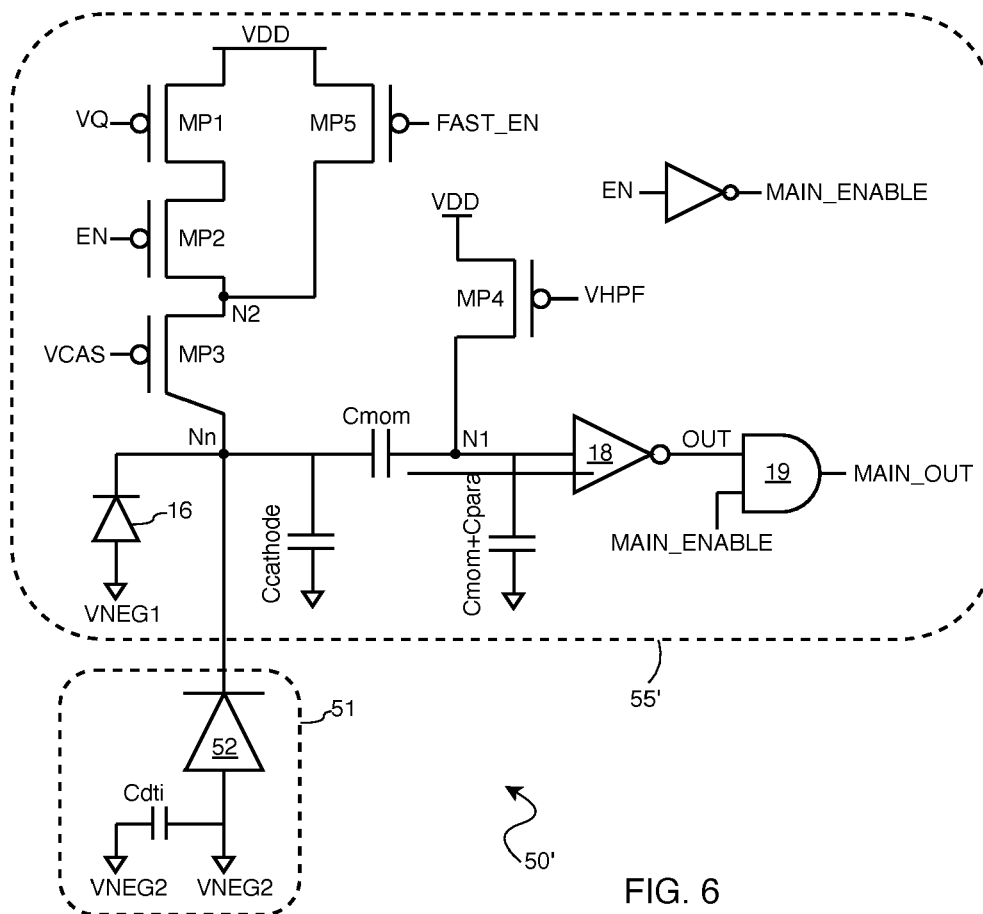 VDD
VQ
MP1
MP5
FAST_EN
EN
MAIN_ENABLE
EN
MP2
VDD
N2
MP4
VHPF
VCAS
MP3
Cmom
Nn
N1
18
OUT
19
MAIN_OUT
16
Ccathode
Cmom+Cpara
MAIN_ENABLE
VNEG1
55'
51
52
Cdti
VNEG2
VNEG2
50'
FIG. 6